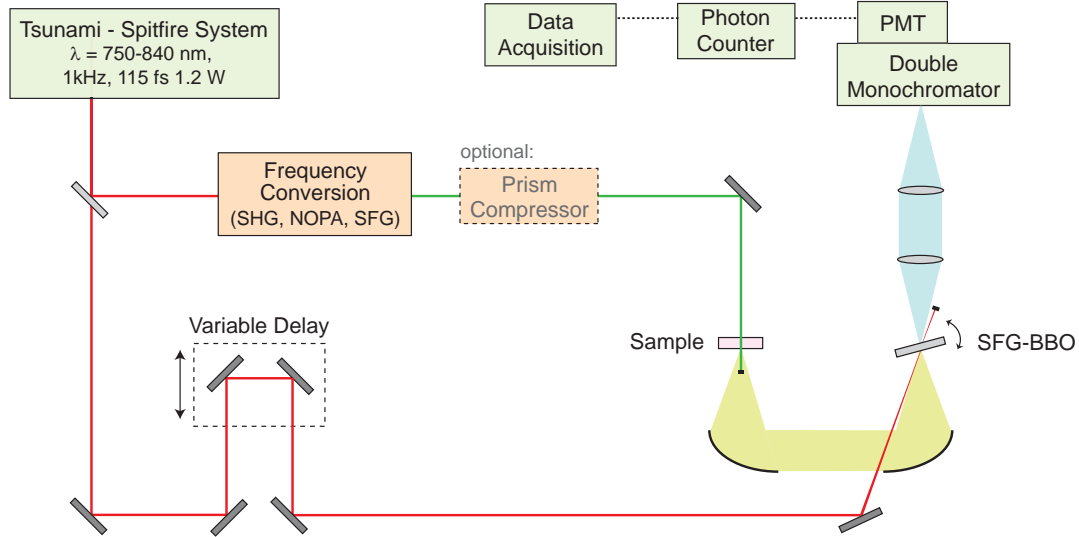 Tsunami - Spitfire System
λ = 750-840 nm,
1kHz, 115 fs 1.2 W
Data
Acquisition
Photon
Counter
PMT
Double
Monochromator
Frequency
Conversion
(SHG, NOPA, SFG)
optional:
Prism
Compressor
Variable Delay
Sample
SFG-BBO